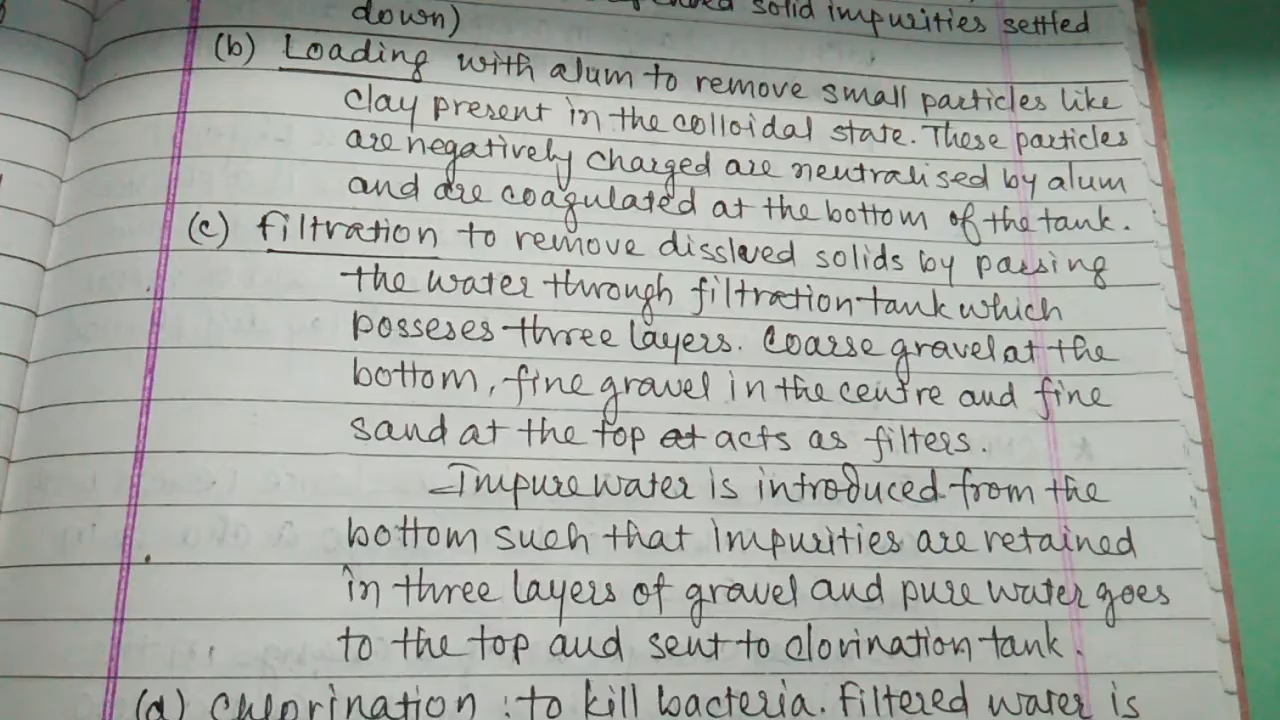 solid impurities settled
down)
(b) Loading with alum to remove small particles like
clay present in the colloidal state. These particles
are negatively charged are neutralised by alum
and are coagulated at the bottom of the tank.
(c) filtration to remove disslved solids by passing
the water through filtration tank which
posseses three layers. Coarse gravel at the
bottom, fine gravel in the centre and fine
sand at the top at acts as filters.
– Impure water is introduced from the
bottom such that impurities are retained
in three layers of gravel and pure water goes
to the top and sent to clorination tank.
(d) chlorination : to kill bacteria. Filtered water is